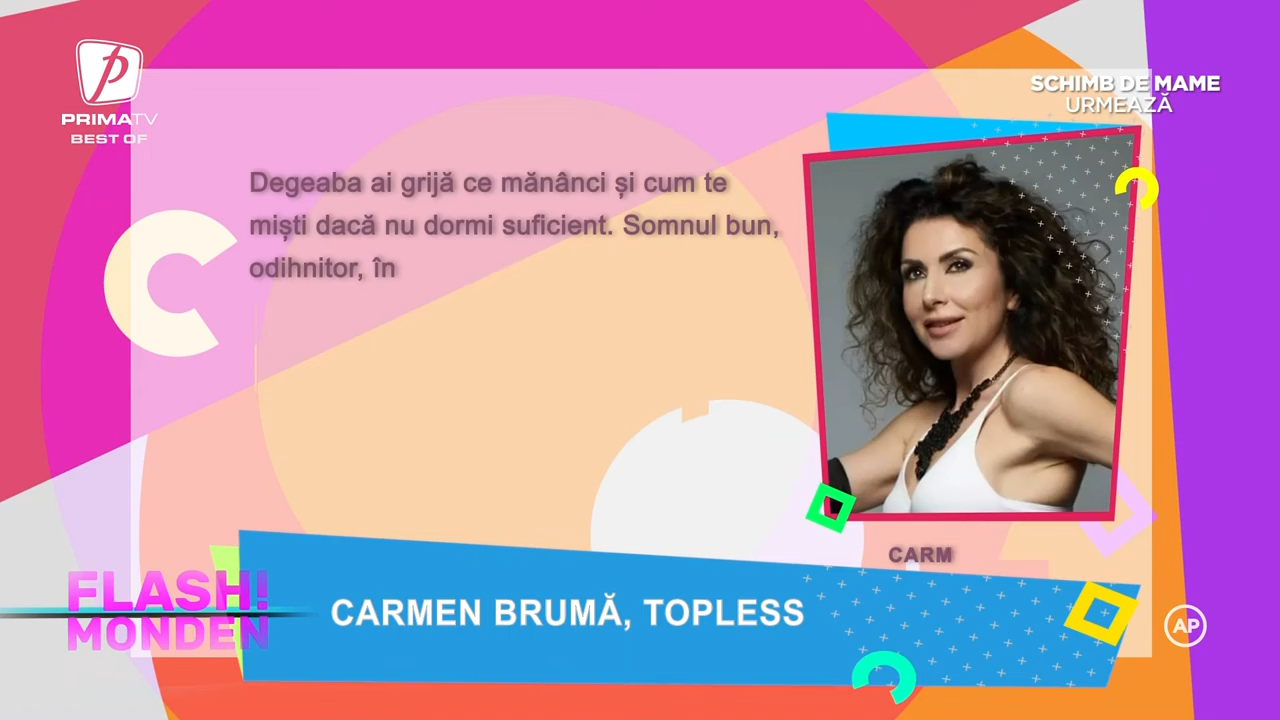 PRIMATV
BEST OF
SCHIMB DE MAME
URMEAZĂ
Degeaba ai grijă ce mănânci și cum te
miști dacă nu dormi suficient. Somnul bun,
odihnitor, în
CARM
FLASH!
MONDEN
CARMEN BRUMĂ, TOPLESS
AP